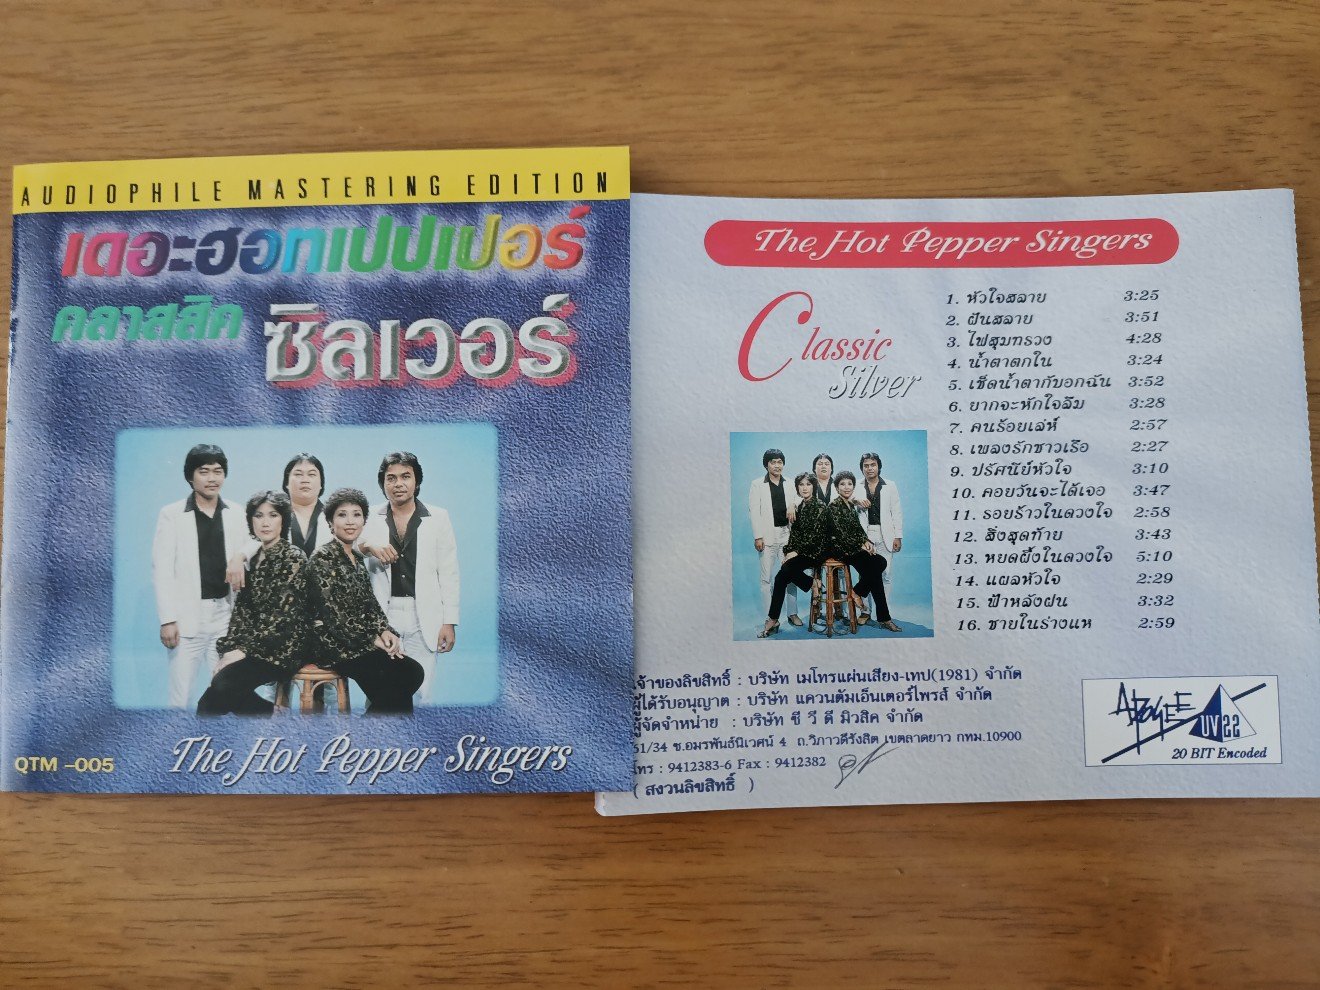 AUDIOPHILE MASTERING EDITION
เดอะฮอทเปปเปอร์
คลาสสิค ซิลเวอร์
QTM -005
The Hot Pepper Singers
The Hot Pepper Singers
Classic
Silver
1. หัวใจสลาย 3:25
2. ฝันสลาย 3:51
3. ไฟสุมทรวง 4:28
4. น้ำตาตกใน 3:24
5. เช็ดน้ำตากับอกฉัน 3:52
6. ยากจะหักใจลืม 3:28
7. คนร้อยเล่ห์ 2:57
8. เพลงรักชาวเรือ 2:27
9. ปรัศนีย์หัวใจ 3:10
10. คอยวันจะได้เจอ 3:47
11. รอยร้าวในดวงใจ 2:58
12. สิ่งสุดท้าย 3:43
13. หยดผึ้งในดวงใจ 5:10
14. แผลหัวใจ 2:29
15. ฟ้าหลังฝน 3:32
16. ชายในร่างแห 2:59
เจ้าของลิขสิทธิ์ : บริษัท เมโทรแผ่นเสียง-เทป(1981) จำกัด
ผู้ได้รับอนุญาต : บริษัท แควนตัมเอ็นเตอร์ไพรส์ จำกัด
ผู้จัดจำหน่าย : บริษัท ซี วี ดี มิวสิค จำกัด
51/34 ซ.อมรพันธ์นิเวศน์ 4 ถ.วิภาวดีรังสิต เขตลาดยาว กทม.10900
โทร : 9412383-6 Fax : 9412382
( สงวนลิขสิทธิ์ )
APOGEE
UV22
20 BIT Encoded